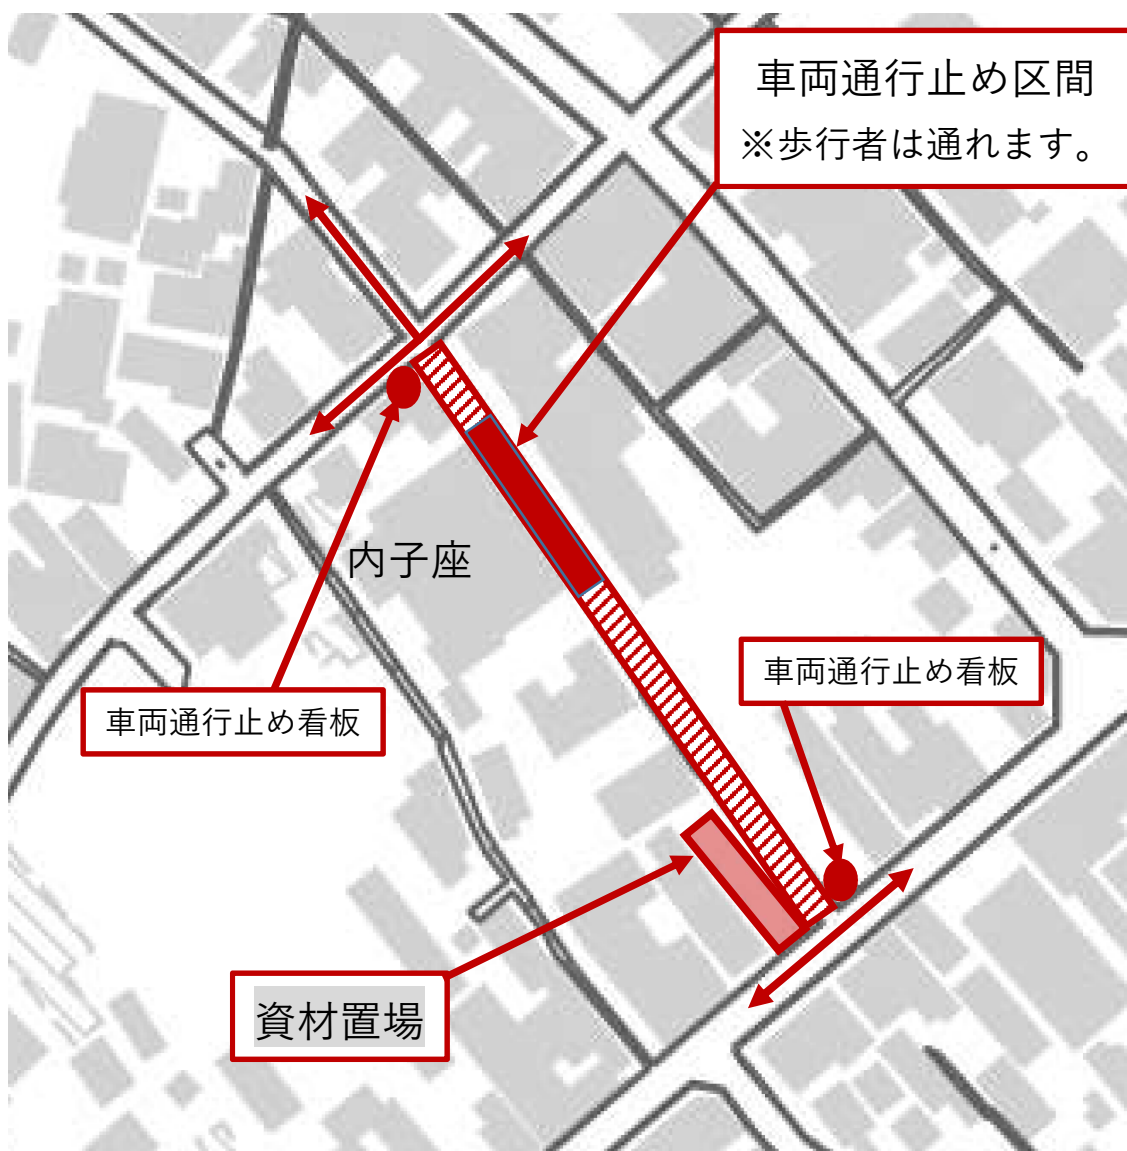 車両通行止め区間
※歩行者は通れます。
内子座
車両通行止め看板
車両通行止め看板
資材置場